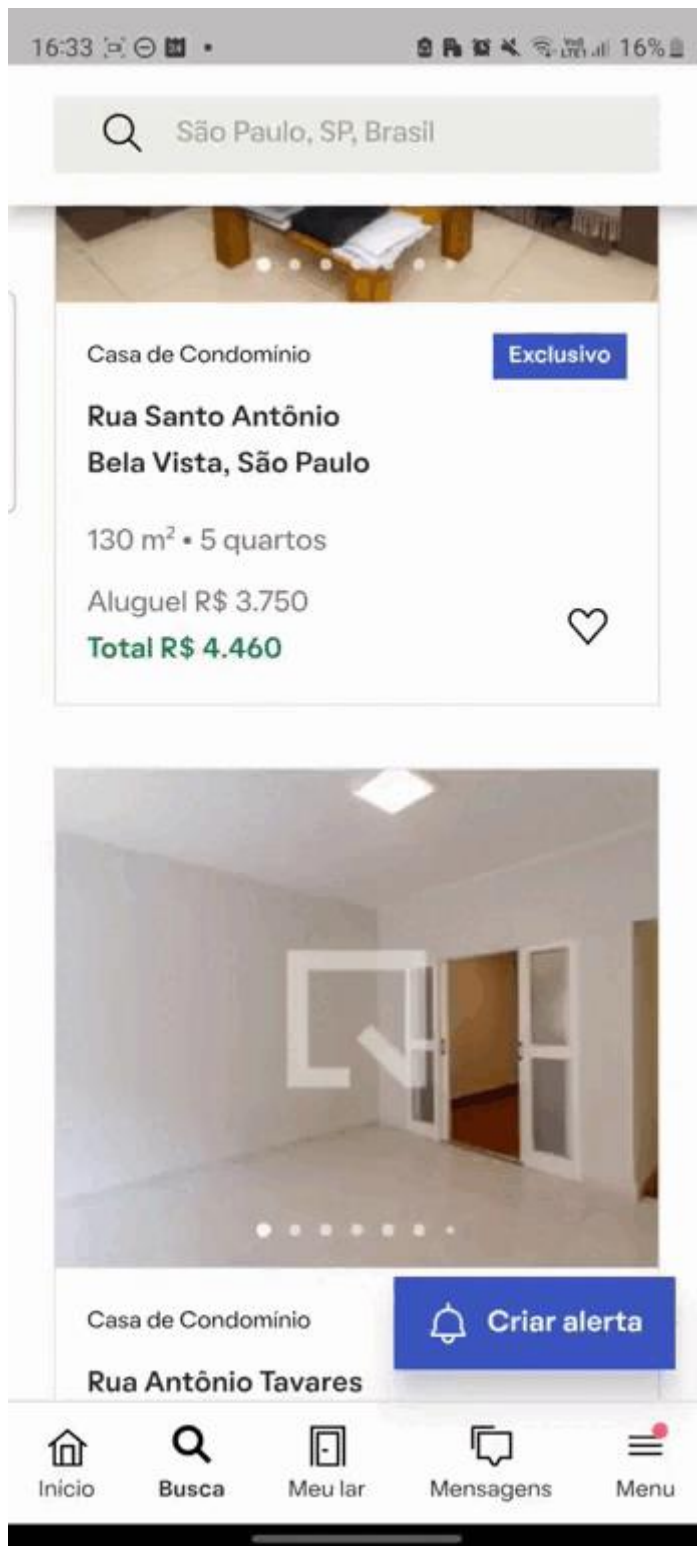 16:33
16%
São Paulo, SP, Brasil
Casa de Condomínio
Exclusivo
Rua Santo Antônio
Bela Vista, São Paulo
130 m² • 5 quartos
Aluguel R$ 3.750
Total R$ 4.460
Casa de Condomínio
Criar alerta
Rua Antônio Tavares
Início
Busca
Meu lar
Mensagens
Menu